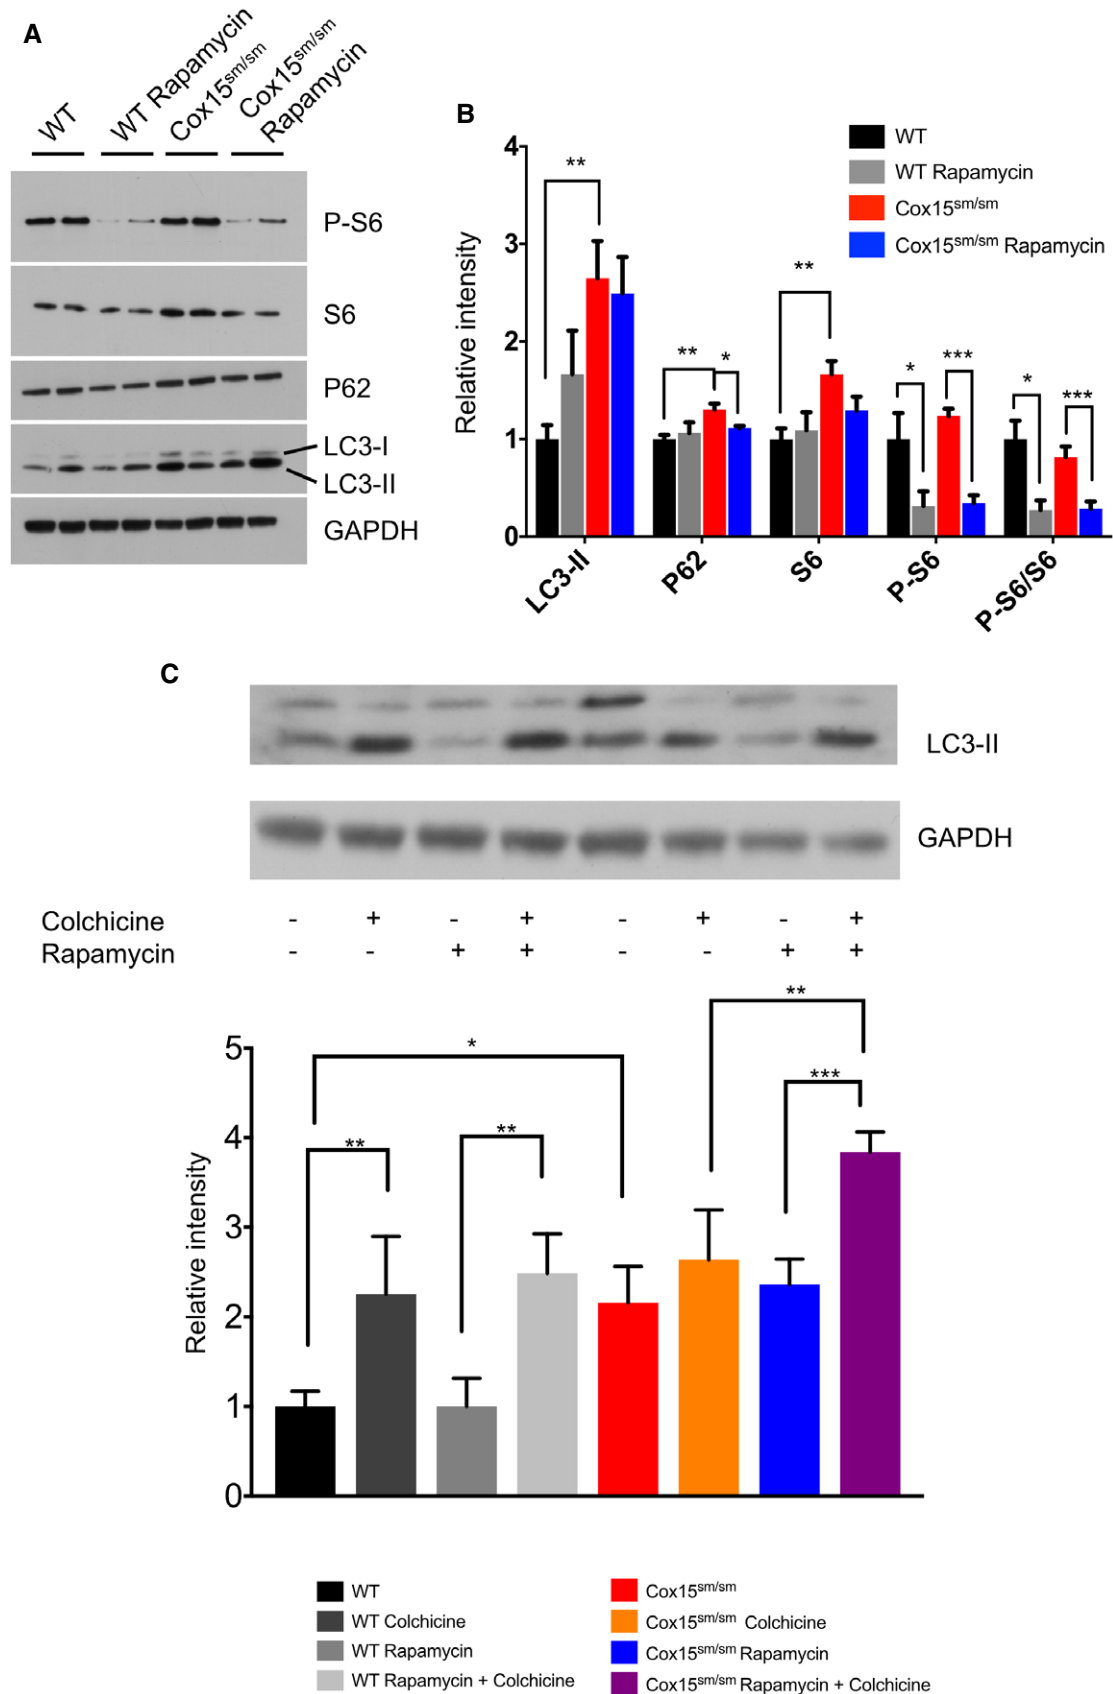 A
WT
WT Rapamycin
Cox15sm/sm
Cox15sm/sm
Rapamycin
P-S6
S6
P62
LC3-I
LC3-II
GAPDH
B
WT
WT Rapamycin
Cox15sm/sm
Cox15sm/sm Rapamycin
Relative intensity
4
3
2
1
0
**
** *
**
* ***
* ***
LC3-II
P62
S6
P-S6
P-S6/S6
C
LC3-II
GAPDH
Colchicine - + - + - + - +
Rapamycin - - + + - - + +
Relative intensity
5
4
3
2
1
0
**
*
***
**
**
WT
WT Colchicine
WT Rapamycin
WT Rapamycin + Colchicine
Cox15sm/sm
Cox15sm/sm Colchicine
Cox15sm/sm Rapamycin
Cox15sm/sm Rapamycin + Colchicine